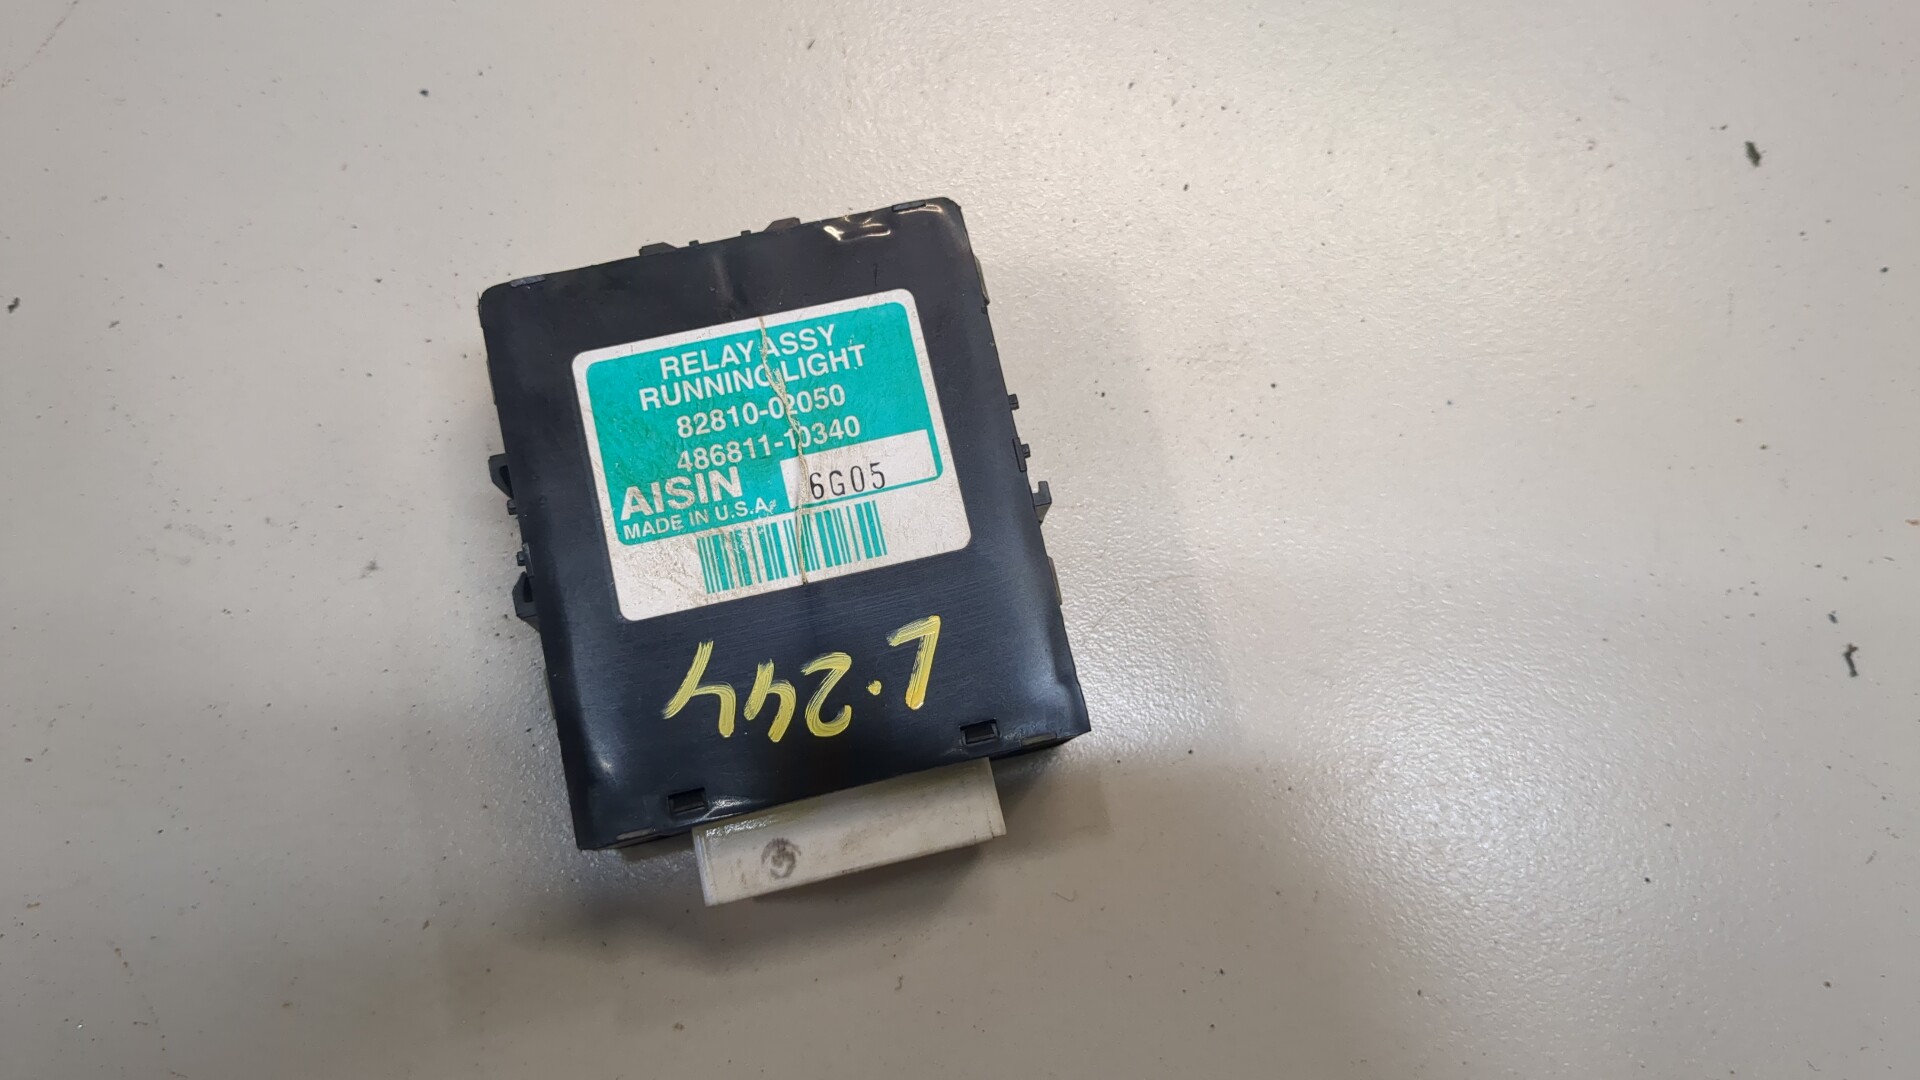 RELAY ASSY
RUNNING LIGHT
82810-02050
486811-10340
AISIN
6G05
MADE IN U.S.A.
L·244